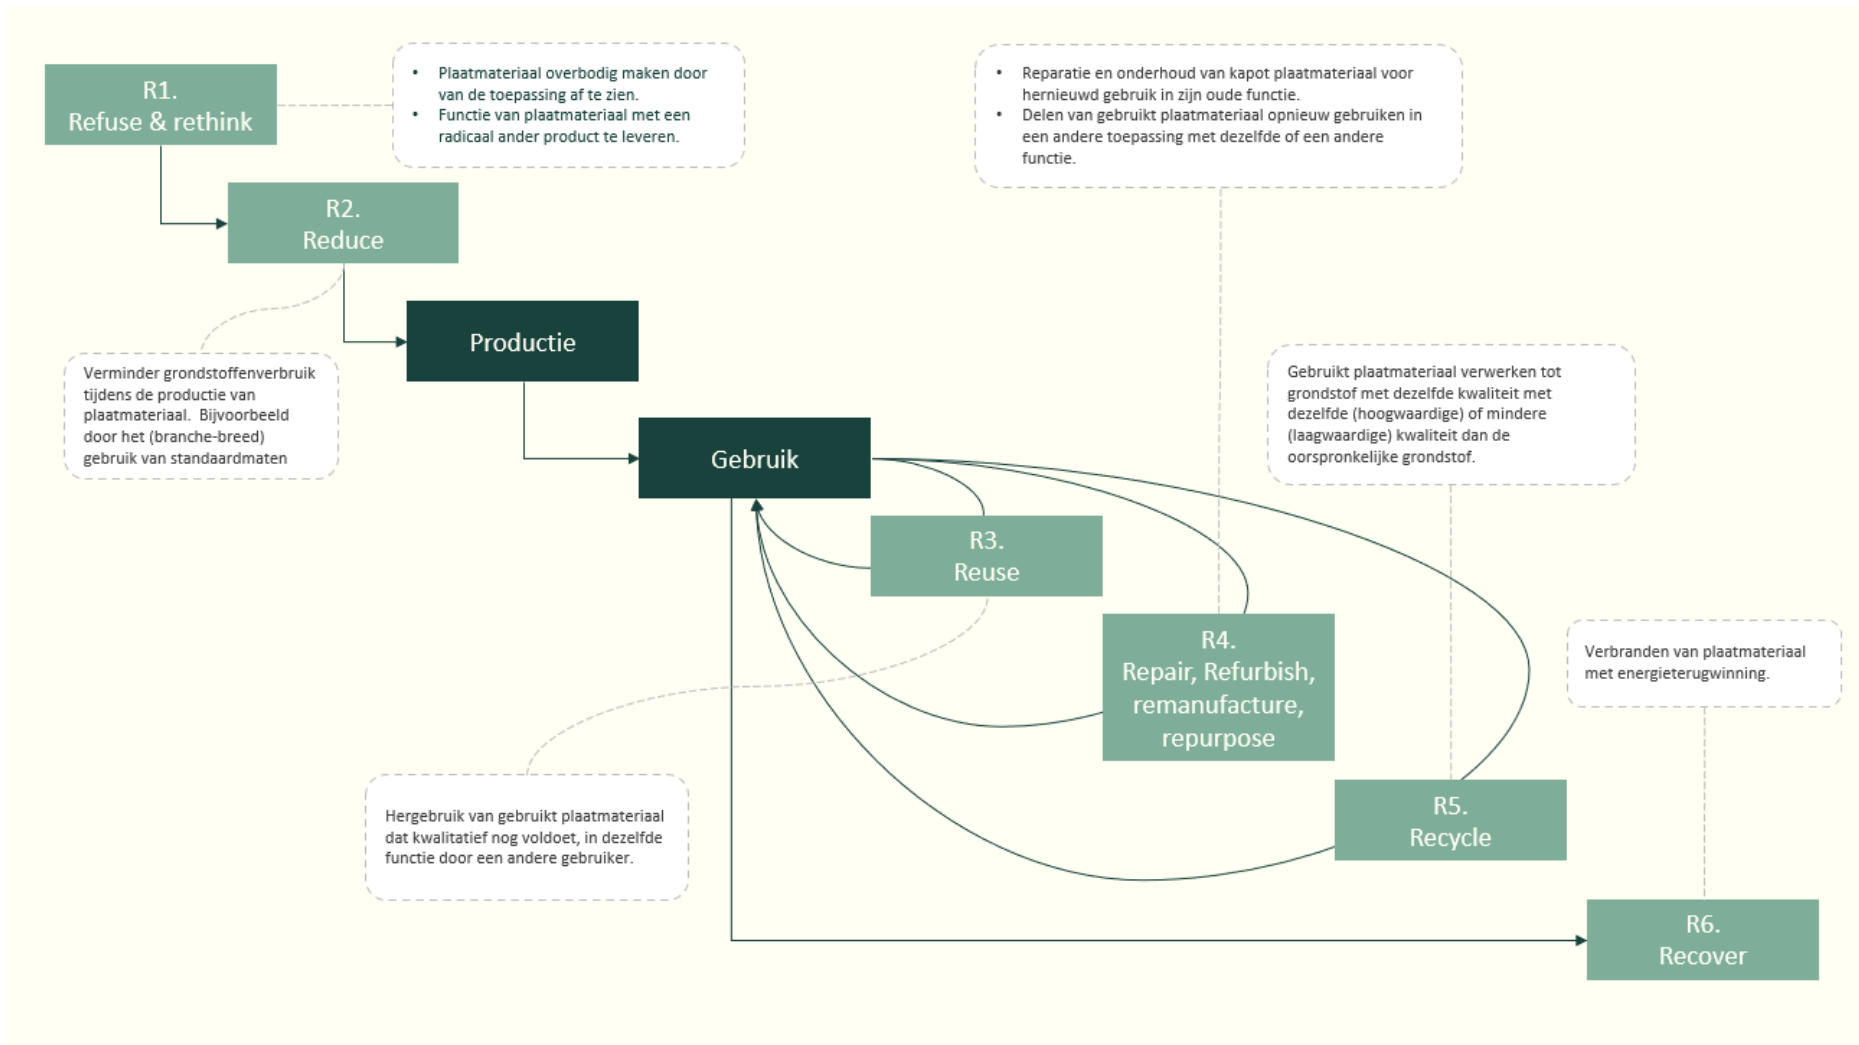 R1.
Refuse & rethink
• Plaatmateriaal overbodig maken door
van de toepassing af te zien.
• Functie van plaatmateriaal met een
radicaal ander product te leveren.
• Reparatie en onderhoud van kapot plaatmateriaal voor
hernieuwd gebruik in zijn oude functie.
• Delen van gebruikt plaatmateriaal opnieuw gebruiken in
een andere toepassing met dezelfde of een andere
functie.
R2.
Reduce
Productie
Verminder grondstoffenverbruik
tijdens de productie van
plaatmateriaal. Bijvoorbeeld
door het (branche-breed)
gebruik van standaardmaten
Gebruikt plaatmateriaal verwerken tot
grondstof met dezelfde kwaliteit met
dezelfde (hoogwaardige) of mindere
(laagwaardige) kwaliteit dan de
oorspronkelijke grondstof.
Gebruik
R3.
Reuse
R4.
Repair, Refurbish,
remanufacture,
repurpose
Verbranden van plaatmateriaal
met energieterugwinning.
Hergebruik van gebruikt plaatmateriaal
dat kwalitatief nog voldoet, in dezelfde
functie door een andere gebruiker.
R5.
Recycle
R6.
Recover